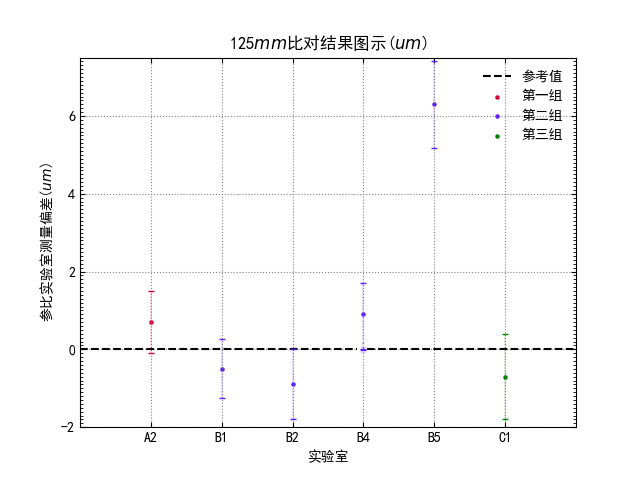 125mm比对结果图示(um)
参考值
第一组
第二组
第三组
参比实验室测量偏差(um)
6
4
2
0
-2
A2 B1 B2 B4 B5 C1
实验室